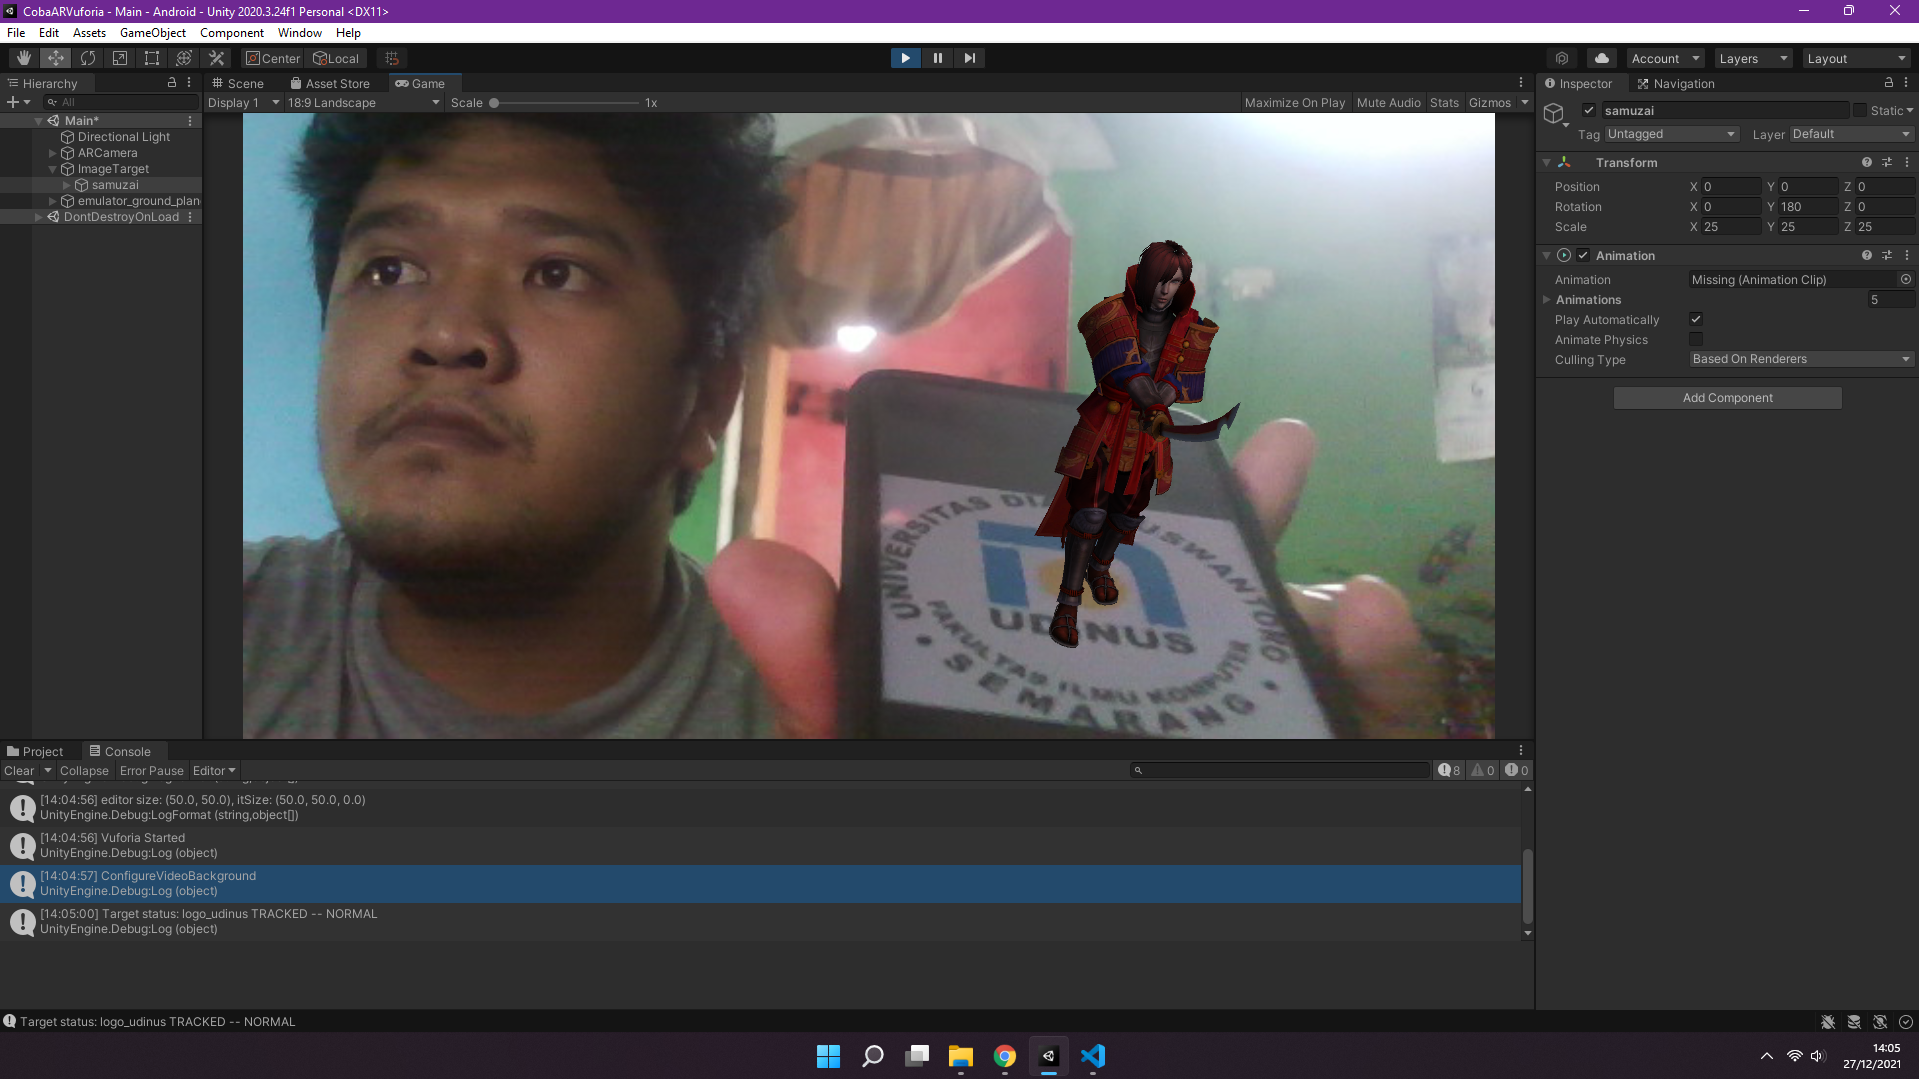 CobaARVuforia - Main - Android - Unity 2020.3.24f1 Personal <DX11>
File Edit Assets GameObject Component Window Help
Center Local Account Layers Layout
Hierarchy
All
Main*
Directional Light
ARCamera
ImageTarget
samuzai
emulator_ground_plan
DontDestroyOnLoad
Scene Asset Store Game
Display 1 18:9 Landscape Scale 1x Maximize On Play Mute Audio Stats Gizmos
UNIVERSITAS DI
USWANTORO
UDINUS
FAKULTAS ILMU KOMPUTER
SEMARANG
Inspector Navigation
samuzai Static
Tag Untagged Layer Default
Transform
Position X 0 Y 0 Z 0
Rotation X 0 Y 180 Z 0
Scale X 25 Y 25 Z 25
Animation
Animation Missing (Animation Clip)
Animations 5
Play Automatically
Animate Physics
Culling Type Based On Renderers
Add Component
Project Console
Clear Collapse Error Pause Editor 8 0 0
[14:04:56] editor size: (50.0, 50.0), itSize: (50.0, 50.0, 0.0)
UnityEngine.Debug:LogFormat (string,object[])
[14:04:56] Vuforia Started
UnityEngine.Debug:Log (object)
[14:04:57] ConfigureVideoBackground
UnityEngine.Debug:Log (object)
[14:05:00] Target status: logo_udinus TRACKED -- NORMAL
UnityEngine.Debug:Log (object)
Target status: logo_udinus TRACKED -- NORMAL
14:05
27/12/2021